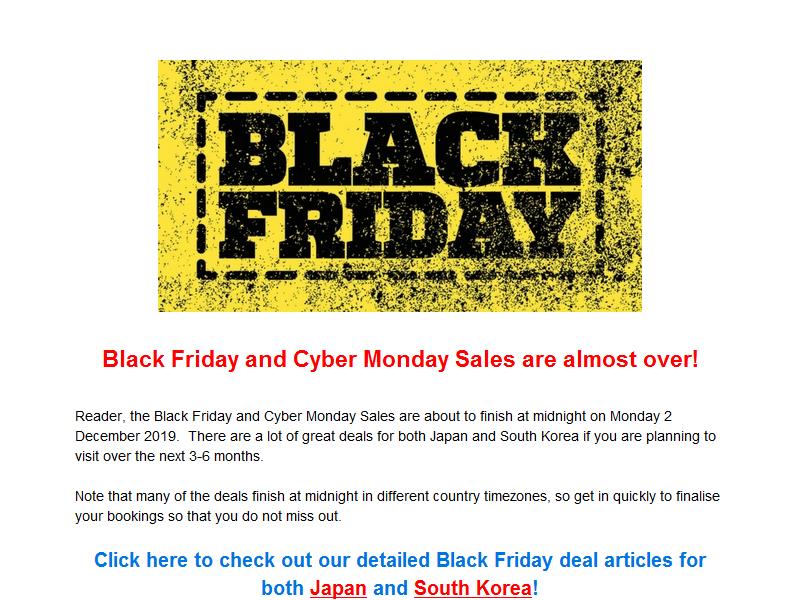 BLACK
FRIDAY
Black Friday and Cyber Monday Sales are almost over!
Reader, the Black Friday and Cyber Monday Sales are about to finish at midnight on Monday 2
December 2019.  There are a lot of great deals for both Japan and South Korea if you are planning to
visit over the next 3-6 months.
Note that many of the deals finish at midnight in different country timezones, so get in quickly to finalise
your bookings so that you do not miss out.
Click here to check out our detailed Black Friday deal articles for
both Japan and South Korea!